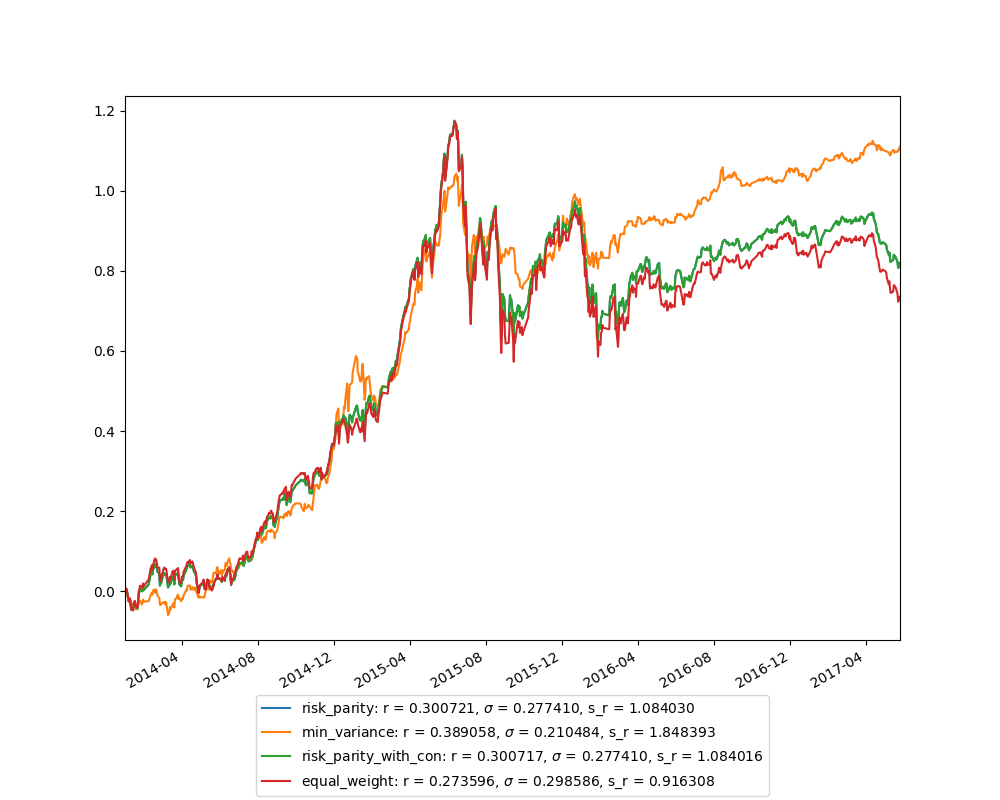 1.2
1.0
0.8
0.6
0.4
0.2
0.0
2014-04 2014-08 2014-12 2015-04 2015-08 2015-12 2016-04 2016-08 2016-12 2017-04
risk_parity: r = 0.300721, σ = 0.277410, s_r = 1.084030
min_variance: r = 0.389058, σ = 0.210484, s_r = 1.848393
risk_parity_with_con: r = 0.300717, σ = 0.277410, s_r = 1.084016
equal_weight: r = 0.273596, σ = 0.298586, s_r = 0.916308